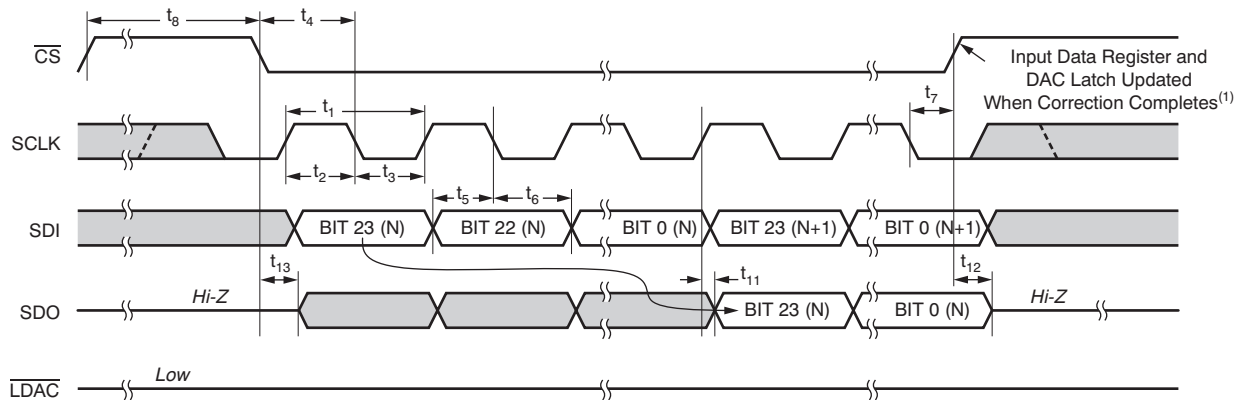 t8
t4
CS
Input Data Register and
DAC Latch Updated
When Correction Completes(1)
t7
t1
SCLK
t2
t3
t5
t6
SDI
BIT 23 (N)
BIT 22 (N)
BIT 0 (N)
BIT 23 (N+1)
BIT 0 (N+1)
t13
t11
t12
SDO
Hi-Z
BIT 23 (N)
BIT 0 (N)
Hi-Z
LDAC
Low